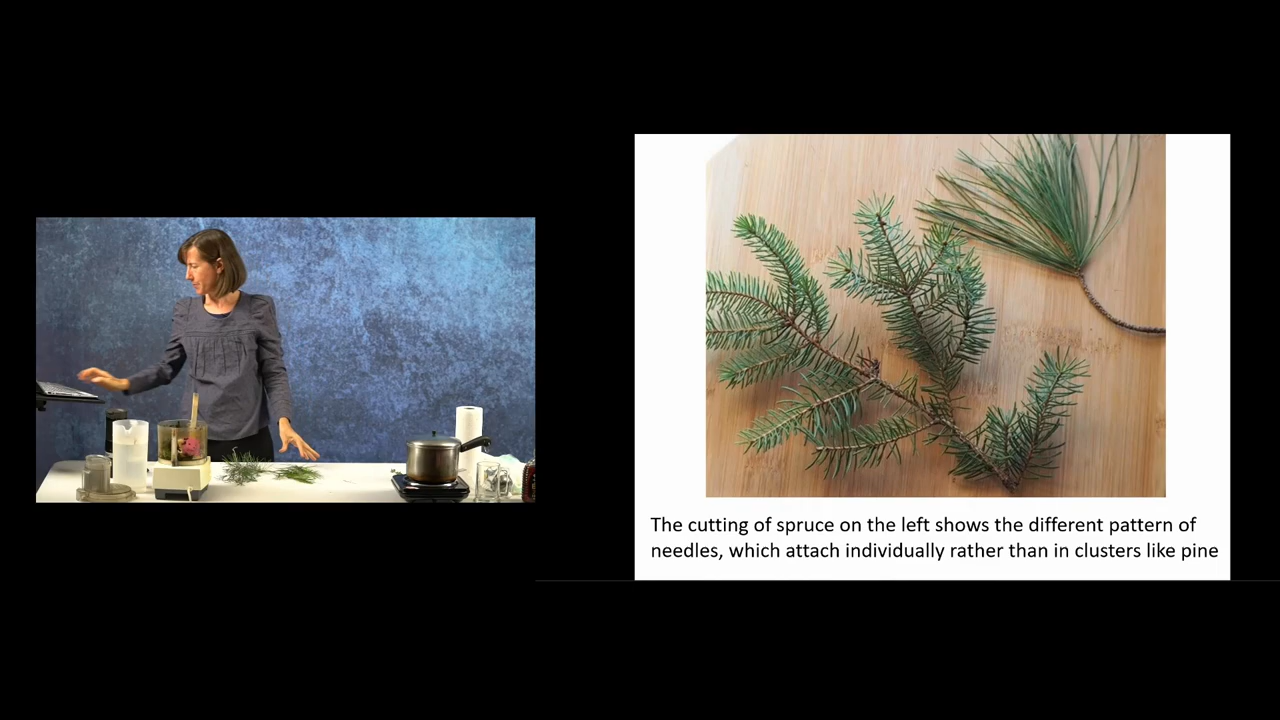 The cutting of spruce on the left shows the different pattern of
needles, which attach individually rather than in clusters like pine